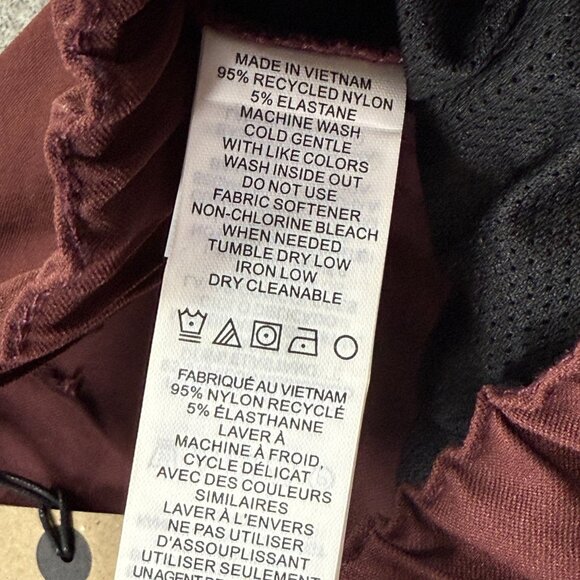 MADE IN VIETNAM
95% RECYCLED NYLON
5% ELASTANE
MACHINE WASH
COLD GENTLE
WITH LIKE COLORS
WASH INSIDE OUT
DO NOT USE
FABRIC SOFTENER
NON-CHLORINE BLEACH
WHEN NEEDED
TUMBLE DRY LOW
IRON LOW
DRY CLEANABLE
FABRIQUÉ AU VIETNAM
95% NYLON RECYCLÉ
5% ÉLASTHANNE
LAVER À
MACHINE À FROID,
CYCLE DÉLICAT
AVEC DES COULEURS
SIMILAIRES
LAVER À L'ENVERS
NE PAS UTILISER
D'ASSOUPLISSANT
UTILISER SEULEMENT
UN AGENT